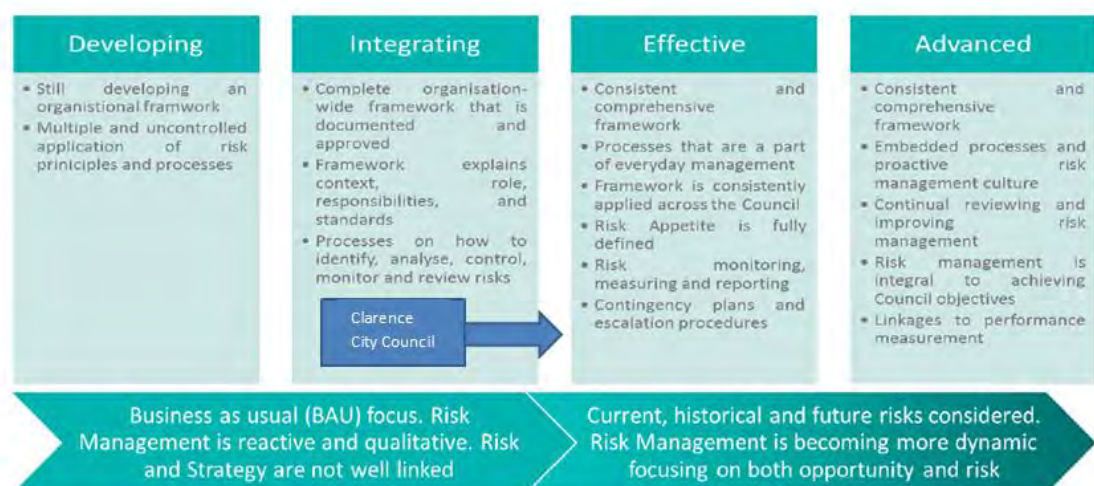 Developing
• Still developing an
organistional framwork
• Multiple and uncontrolled
application of risk
priniciples and processes
Integrating
• Complete organisation-
wide framework that is
documented and
approved
• Framework explains
context, role,
responsibilities, and
standards
• Processes on how to
identify, analyse, control,
monitor and review risks
Clarence
City Council
Effective
• Consistent and
comprehensive
framework
• Processes that are a
part of everyday management
• Framework is consistently
applied across the Council
• Risk Appetite is fully
defined
• Risk monitoring,
measuring and reporting
• Contingency plans and
escalation procedures
Advanced
• Consistent and
comprehensive
framework
• Embedded processes and
proactive risk
management culture
• Continual reviewing and
improving risk
management
• Risk management is
integral to achieving
Council objectives
• Linkages to performance
measurement
Business as usual (BAU) focus. Risk
Management is reactive and qualitative. Risk
and Strategy are not well linked
Current, historical and future risks considered.
Risk Management is becoming more dynamic
focusing on both opportunity and risk